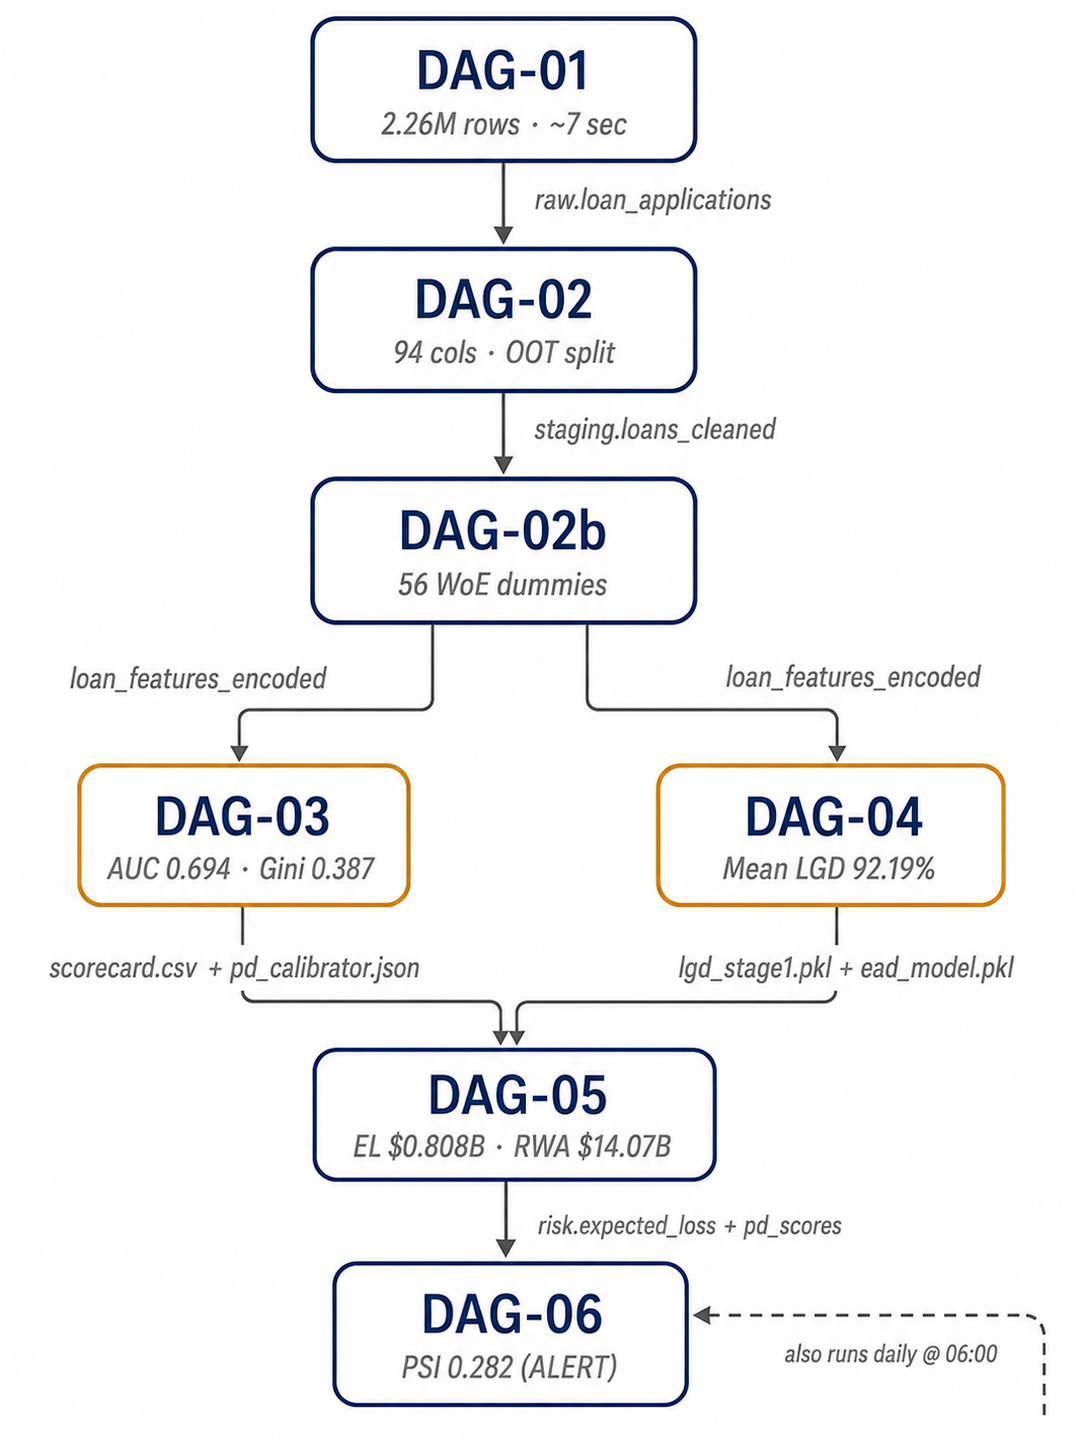 DAG-01
2.26M rows · ~7 sec
raw.loan_applications
DAG-02
94 cols · OOT split
staging.loans_cleaned
DAG-02b
56 WoE dummies
loan_features_encoded
loan_features_encoded
DAG-03
AUC 0.694 · Gini 0.387
DAG-04
Mean LGD 92.19%
scorecard.csv + pd_calibrator.json
lgd_stage1.pkl + ead_model.pkl
DAG-05
EL $0.808B · RWA $14.07B
risk.expected_loss + pd_scores
DAG-06
PSI 0.282 (ALERT)
also runs daily @ 06:00